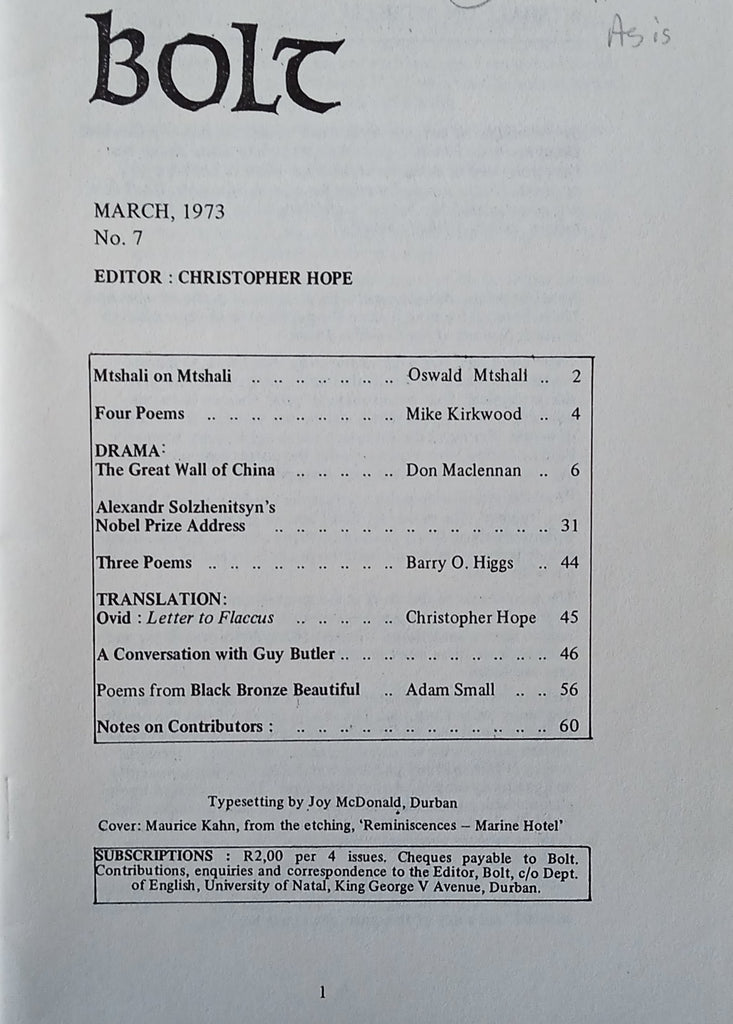 BOLT
As is
MARCH, 1973
No. 7
EDITOR : CHRISTOPHER HOPE
Mtshali on Mtshali .. .. .. .. .. .. .. Oswald Mtshali .. 2
Four Poems .. .. .. .. .. .. .. .. .. Mike Kirkwood .. 4
DRAMA:
The Great Wall of China .. .. .. .. .. Don Maclennan .. 6
Alexandr Solzhenitsyn's
Nobel Prize Address .. .. .. .. .. .. .. .. .. .. .. .. .. 31
Three Poems .. .. .. .. .. .. .. .. .. Barry O. Higgs .. 44
TRANSLATION:
Ovid : Letter to Flaccus .. .. .. .. .. Christopher Hope 45
A Conversation with Guy Butler .. .. .. .. .. .. .. .. .. .. 46
Poems from Black Bronze Beautiful .. Adam Small .. .. 56
Notes on Contributors : .. .. .. .. .. .. .. .. .. .. .. .. 60
Typesetting by Joy McDonald, Durban
Cover: Maurice Kahn, from the etching, 'Reminiscences – Marine Hotel'
SUBSCRIPTIONS : R2,00 per 4 issues. Cheques payable to Bolt.
Contributions, enquiries and correspondence to the Editor, Bolt, c/o Dept.
of English, University of Natal, King George V Avenue, Durban.
1